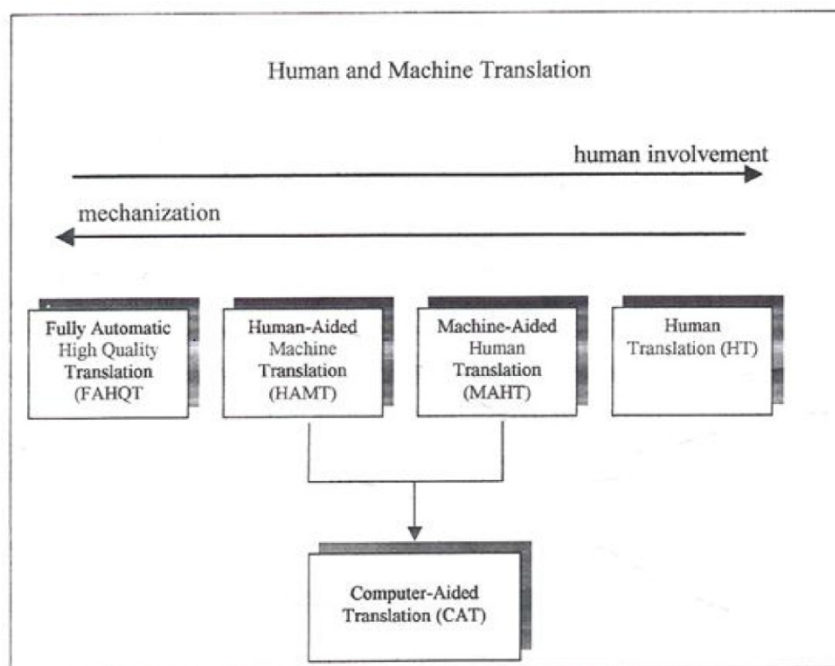 Human and Machine Translation
human involvement
mechanization
Fully Automatic
High Quality
Translation
(FAHQT
Human-Aided
Machine
Translation
(HAMT)
Machine-Aided
Human
Translation
(MAHT)
Human
Translation (HT)
Computer-Aided
Translation (CAT)